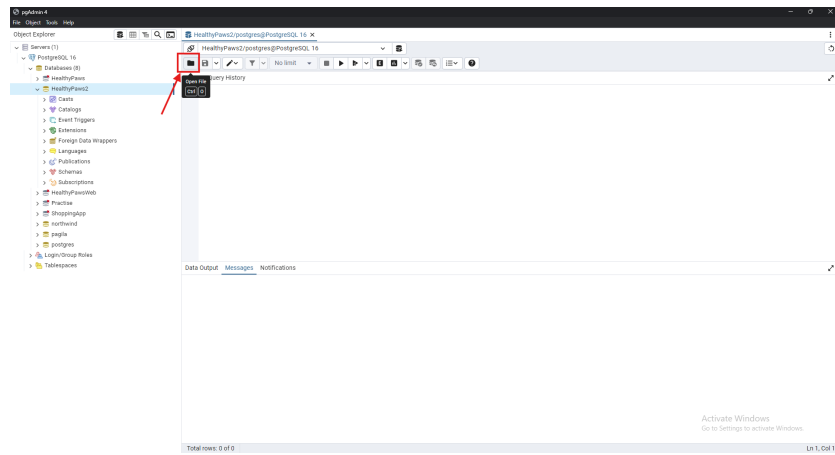 pgAdmin 4
File Object Tools Help
Object Explorer
HealthyPaws2/postgres@PostgreSQL 16
Servers (1)
PostgreSQL 16
Databases (8)
HealthyPaws
HealthyPaws2
Casts
Catalogs
Event Triggers
Extensions
Foreign Data Wrappers
Languages
Publications
Schemas
Subscriptions
HealthyPawsWeb
Practise
ShoppingApp
northwind
pagila
postgres
Login/Group Roles
Tablespaces
HealthyPaws2/postgres@PostgreSQL 16
No limit
E
Open File
Ctrl O
Query History
Data Output Messages Notifications
Activate Windows
Go to Settings to activate Windows.
Total rows: 0 of 0
Ln 1, Col 1